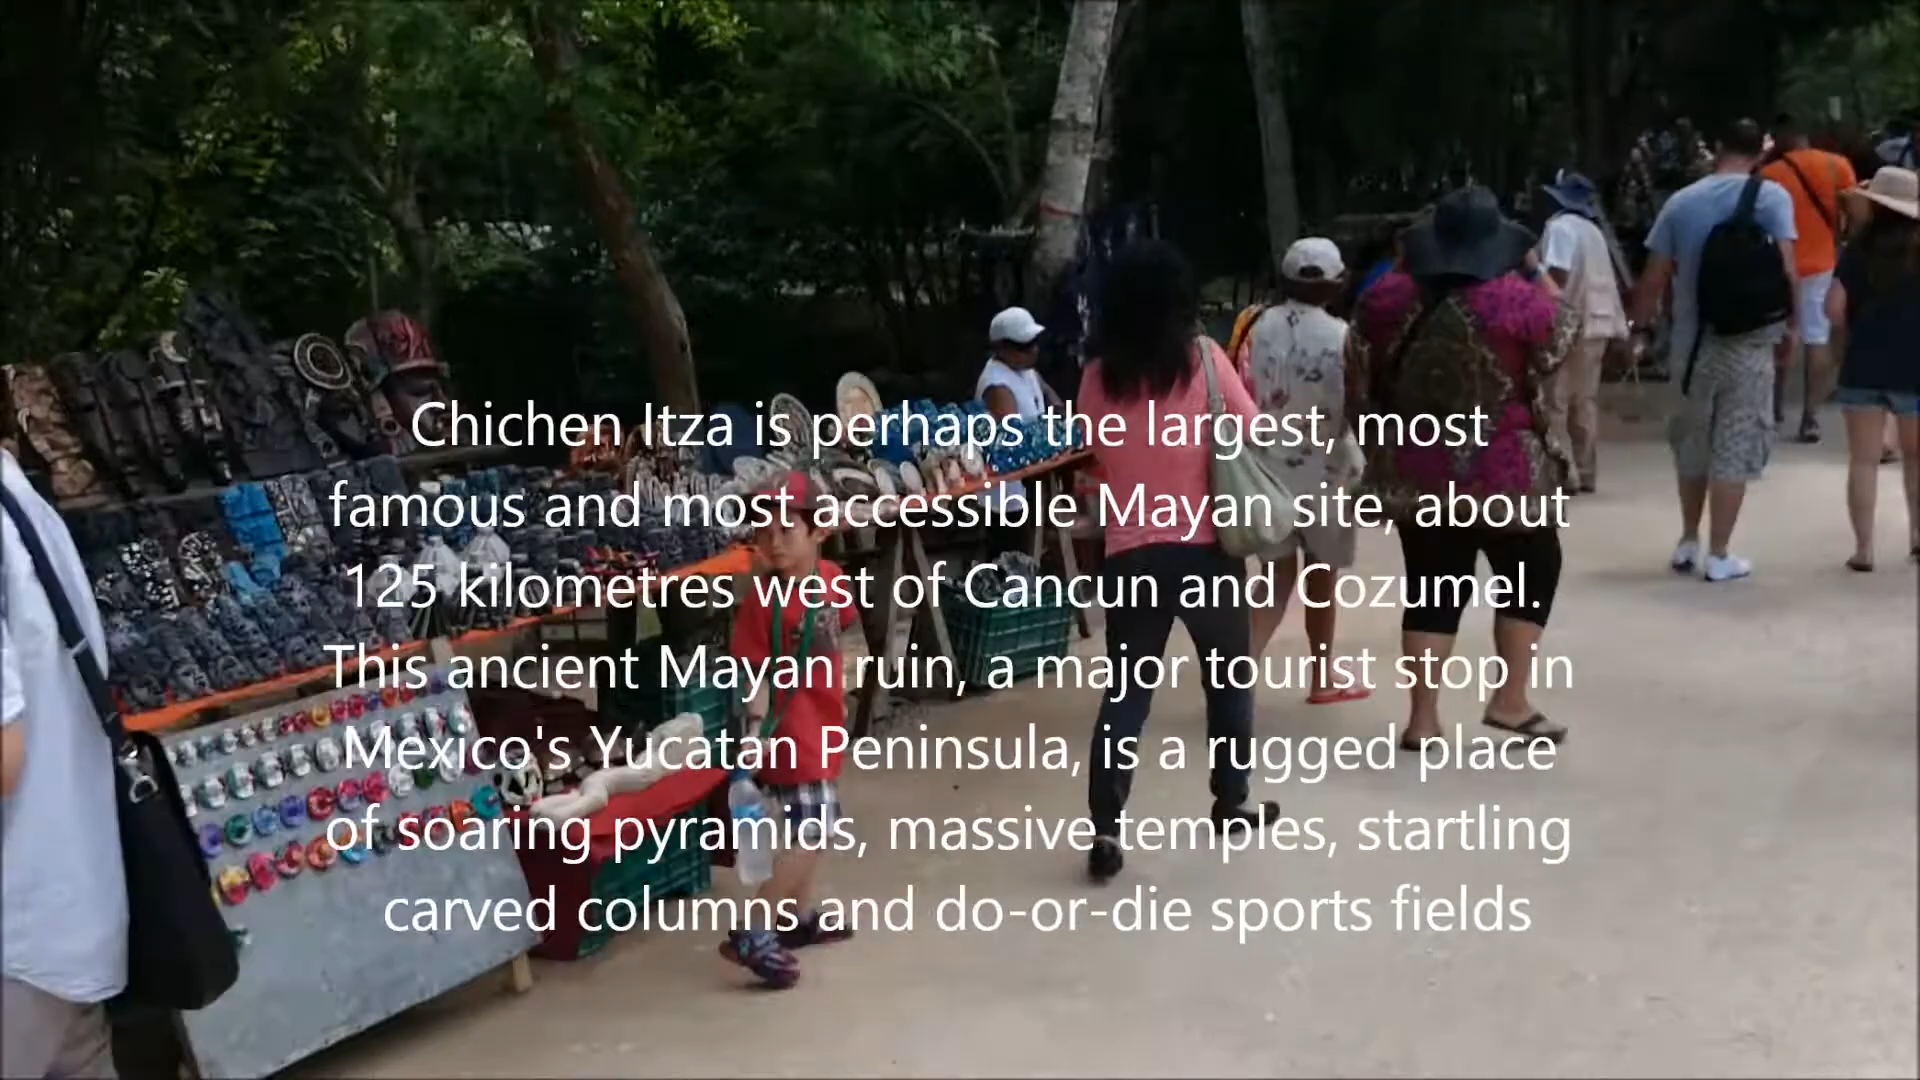 Chichen Itza is perhaps the largest, most
famous and most accessible Mayan site, about
125 kilometres west of Cancun and Cozumel.
This ancient Mayan ruin, a major tourist stop in
Mexico's Yucatan Peninsula, is a rugged place
of soaring pyramids, massive temples, startling
carved columns and do-or-die sports fields